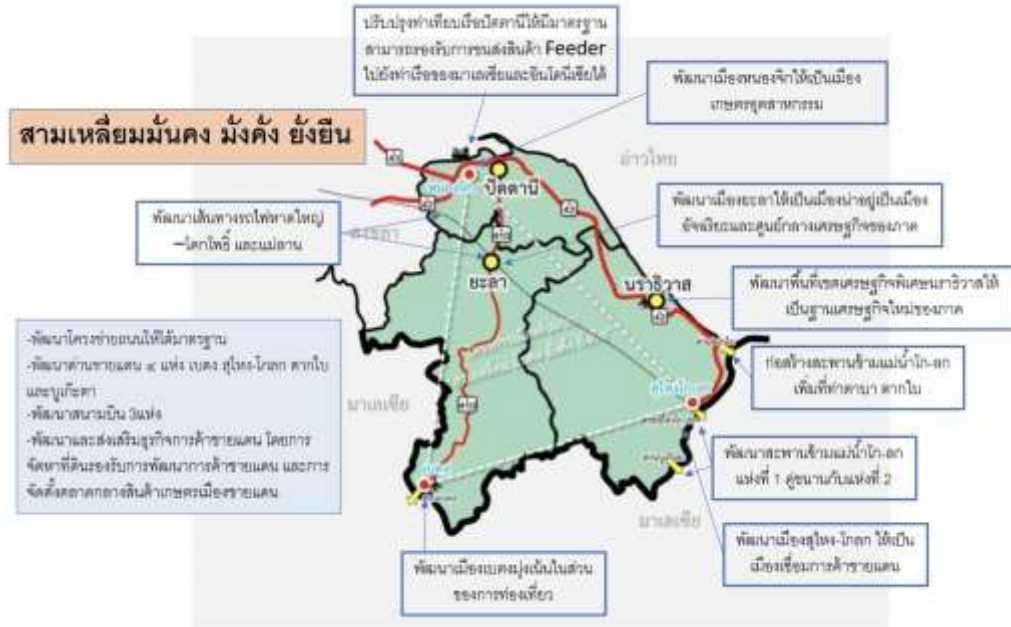 ปรับปรุงท่าเทียบเรือปัตตานีให้มีมาตรฐาน
สามารถรองรับการขนส่งสินค้า Feeder
ไปยังท่าเรือของมาเลเซียและอินโดนีเซียได้
พัฒนาเมืองหนองจิกให้เป็นเมือง
เกษตรอุตสาหกรรม
สามเหลี่ยมมั่นคง มั่งคั่ง ยั่งยืน
อ่าวไทย
43
42
ปัตตานี
พัฒนาเส้นทางรถไฟหาดใหญ่
–โคกโพธิ์ และแม่ลาน
สงขลา
42
410
พัฒนาเมืองยะลาให้เป็นเมืองน่าอยู่เป็นเมือง
อัจฉริยะและศูนย์กลางเศรษฐกิจของภาค
ยะลา
นราธิวาส
42
พัฒนาพื้นที่เขตเศรษฐกิจพิเศษนราธิวาสให้
เป็นฐานเศรษฐกิจใหม่ของภาค
-พัฒนาโครงข่ายถนนให้ได้มาตรฐาน
-พัฒนาด่านชายแดน ๔ แห่ง เบตง สุไหง-โกลก ตากใบ
และบูเก๊ะตา
-พัฒนาสนามบิน 3แห่ง
-พัฒนาและส่งเสริมธุรกิจการค้าชายแดน โดยการ
จัดหาที่ดินรองรับการพัฒนาการค้าชายแดน และการ
จัดตั้งตลาดกลางสินค้าเกษตรเมืองชายแดน
มาเลเซีย
410
ก่อสร้างสะพานข้ามแม่น้ำโก-ลก
เพิ่มที่ท่าตาบา ตากใบ
สุไหงโกลก
พัฒนาสะพานข้ามแม่น้ำโก-ลก
แห่งที่ 1 คู่ขนานกับแห่งที่ 2
เบตง
มาเลเซีย
พัฒนาเมืองสุไหง-โกลก ให้เป็น
เมืองเชื่อมการค้าชายแดน
พัฒนาเมืองเบตงมุ่งเน้นในส่วน
ของการท่องเที่ยว